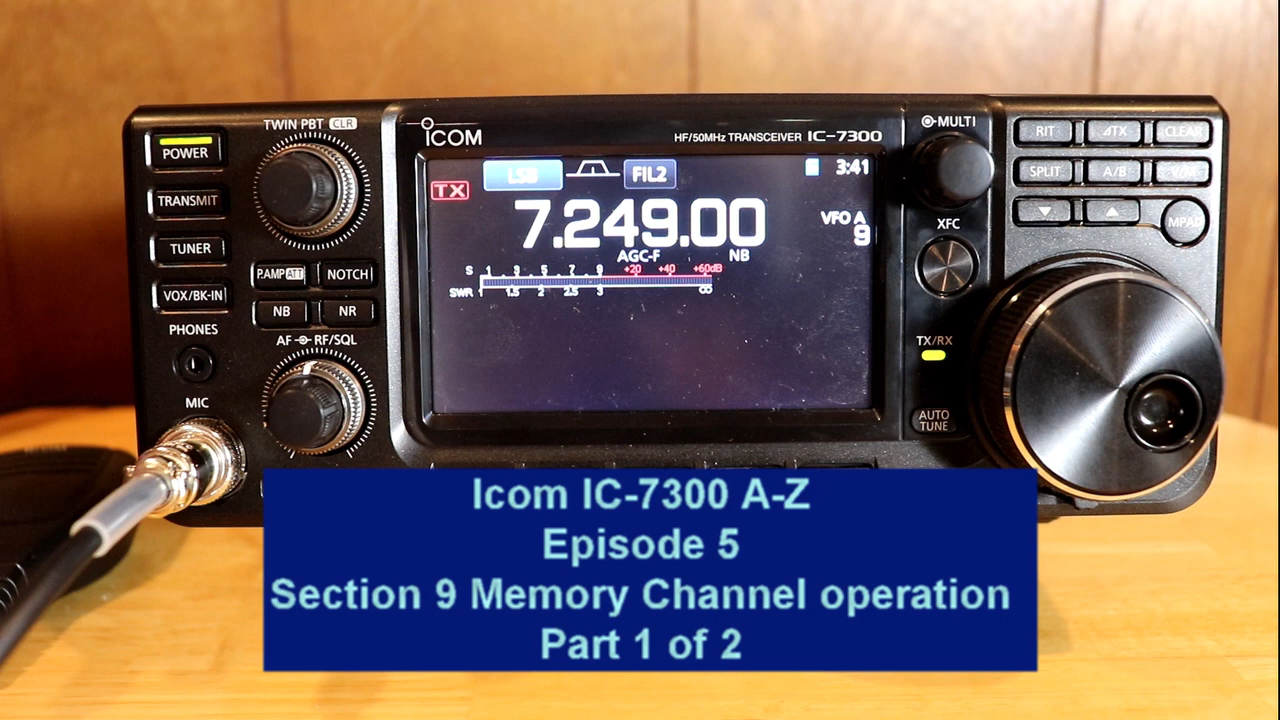 TWIN PBT CLR
ICOM
HF/50MHz TRANSCEIVER IC-7300
MULTI
POWER
TRANSMIT
TUNER
VOX/BK-IN
P.AMP ATT
NOTCH
NB
NR
PHONES
AF RF/SQL
MIC
LSB
FIL2
3:41
TX
7.249.00
VFO A
9
AGC-F
NB
S 1 3 5 7 9 +20 +40 +60dB
SWR 1 1.5 2 2.5 3 ∞
XFC
TX/RX
AUTO
TUNE
RIT
⊿TX
CLEAR
SPLIT
A/B
V/M
MPAD
Icom IC-7300 A-Z
Episode 5
Section 9 Memory Channel operation
Part 1 of 2